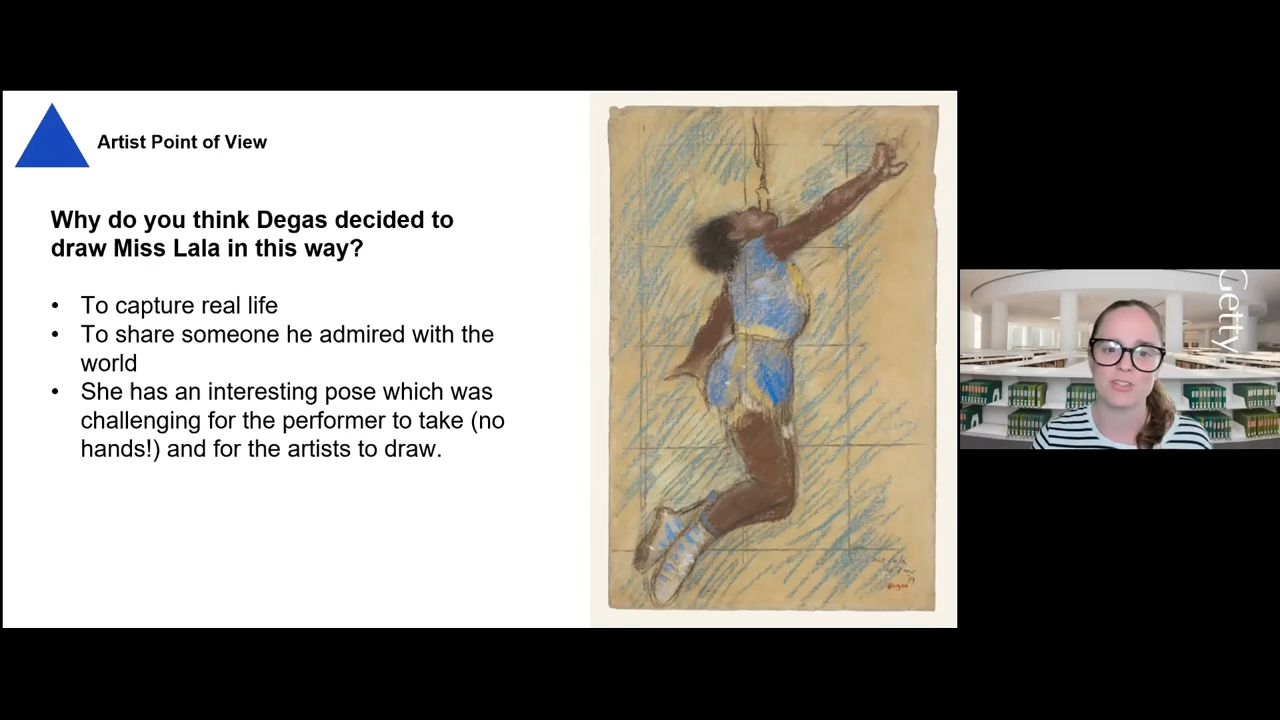 Artist Point of View
Why do you think Degas decided to
draw Miss Lala in this way?
• To capture real life
• To share someone he admired with the
world
• She has an interesting pose which was
challenging for the performer to take (no
hands!) and for the artists to draw.
Getty